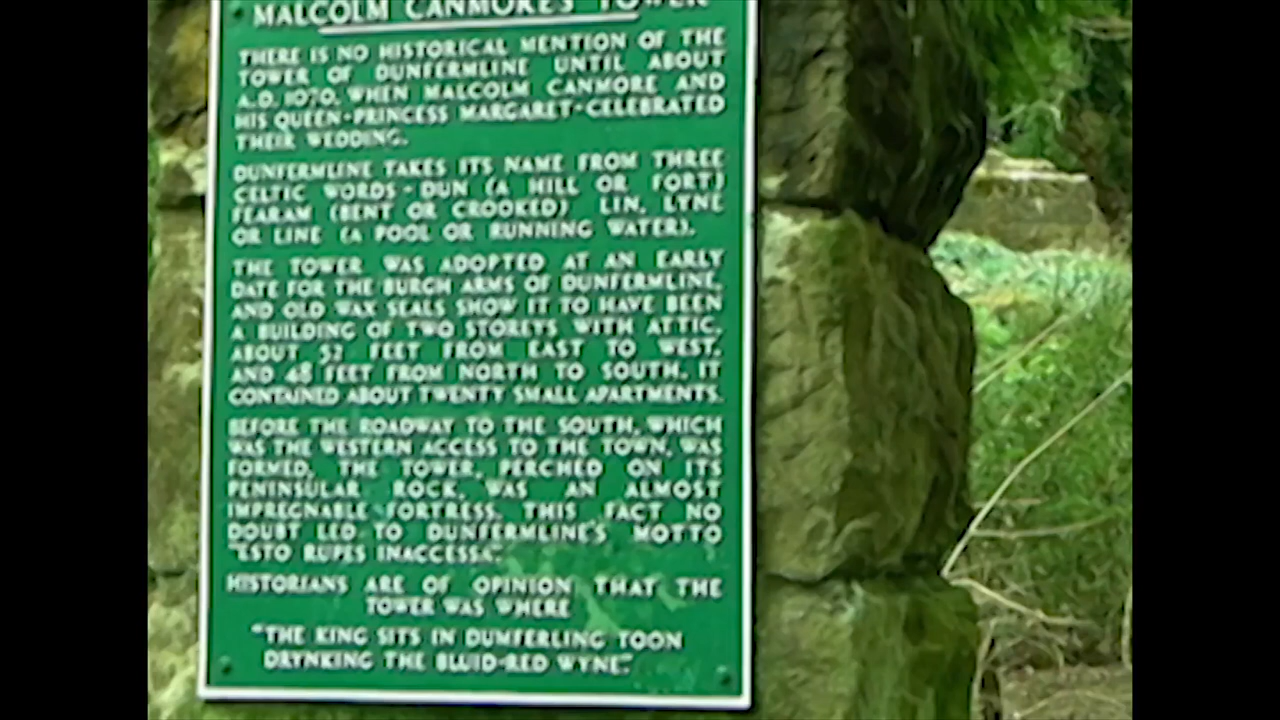 MALCOLM CANMORE'S TOWER
THERE IS NO HISTORICAL MENTION OF THE
TOWER OF DUNFERMLINE UNTIL ABOUT
A.D. 1070, WHEN MALCOLM CANMORE AND
HIS QUEEN-PRINCESS MARGARET-CELEBRATED
THEIR WEDDING.
DUNFERMLINE TAKES ITS NAME FROM THREE
CELTIC WORDS - DUN (A HILL OR FORT)
FEARAM (BENT OR CROOKED) LIN, LYNE
OR LINE (A POOL OR RUNNING WATER).
THE TOWER WAS ADOPTED AT AN EARLY
DATE FOR THE BURGH ARMS OF DUNFERMLINE,
AND OLD WAX SEALS SHOW IT TO HAVE BEEN
A BUILDING OF TWO STOREYS WITH ATTIC,
ABOUT 52 FEET FROM EAST TO WEST,
AND 48 FEET FROM NORTH TO SOUTH. IT
CONTAINED ABOUT TWENTY SMALL APARTMENTS.
BEFORE THE ROADWAY TO THE SOUTH, WHICH
WAS THE WESTERN ACCESS TO THE TOWN, WAS
FORMED, THE TOWER, PERCHED ON ITS
PENINSULAR ROCK, WAS AN ALMOST
IMPREGNABLE FORTRESS. THIS FACT NO
DOUBT LED TO DUNFERMLINE'S MOTTO
"ESTO RUPES INACCESSA".
HISTORIANS ARE OF OPINION THAT THE
TOWER WAS WHERE
"THE KING SITS IN DUMFERLING TOON
DRYNKING THE BLUID-RED WYNE".